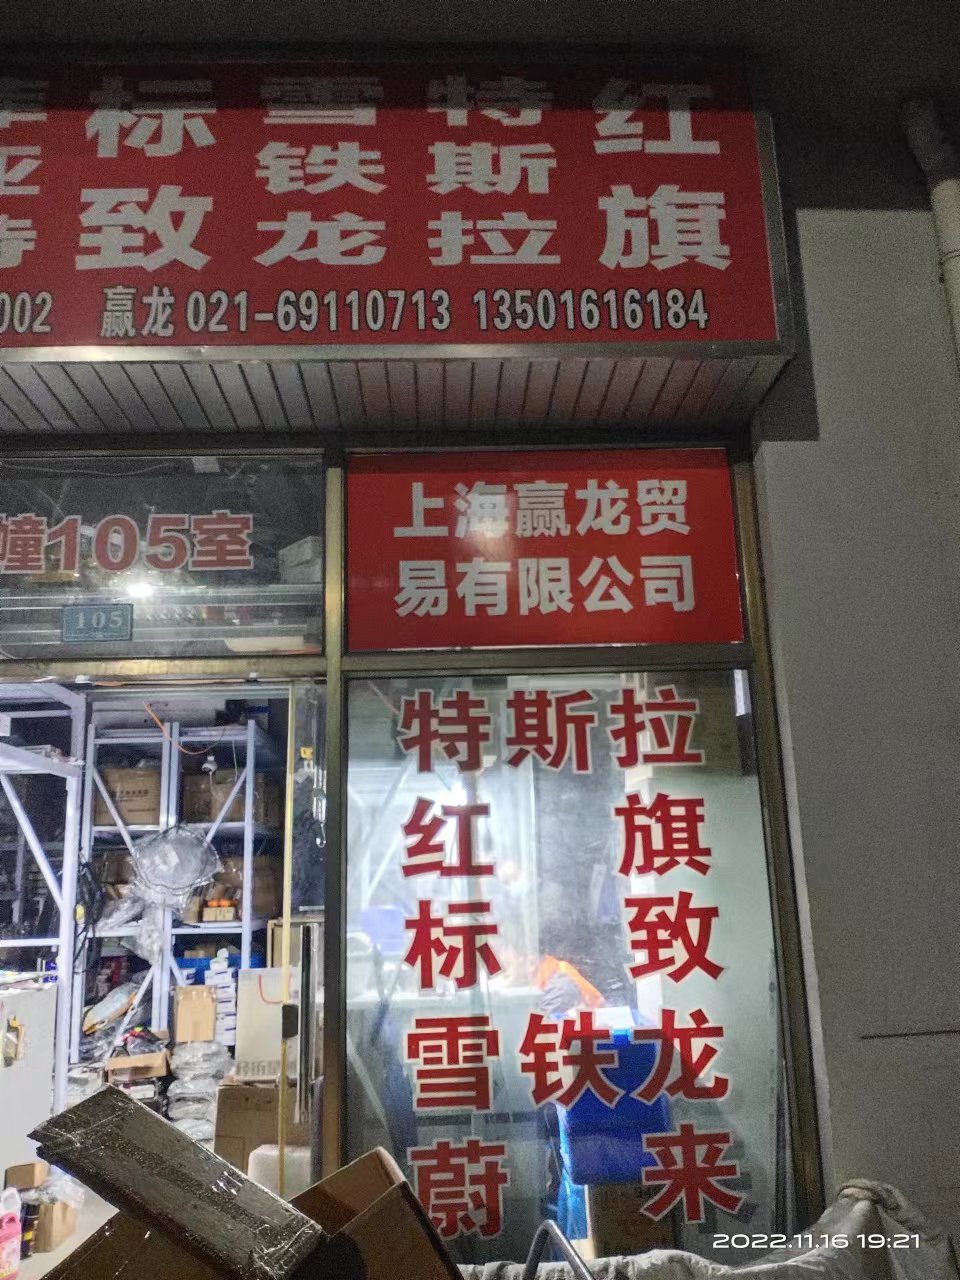 标 雪 特 红
铁 斯
致 龙 拉 旗
002 赢龙 021-69110713 13501616184
幢105室
105
上海赢龙贸
易有限公司
特斯拉
红旗
标致
雪铁龙
蔚来
2022.11.16 19:21